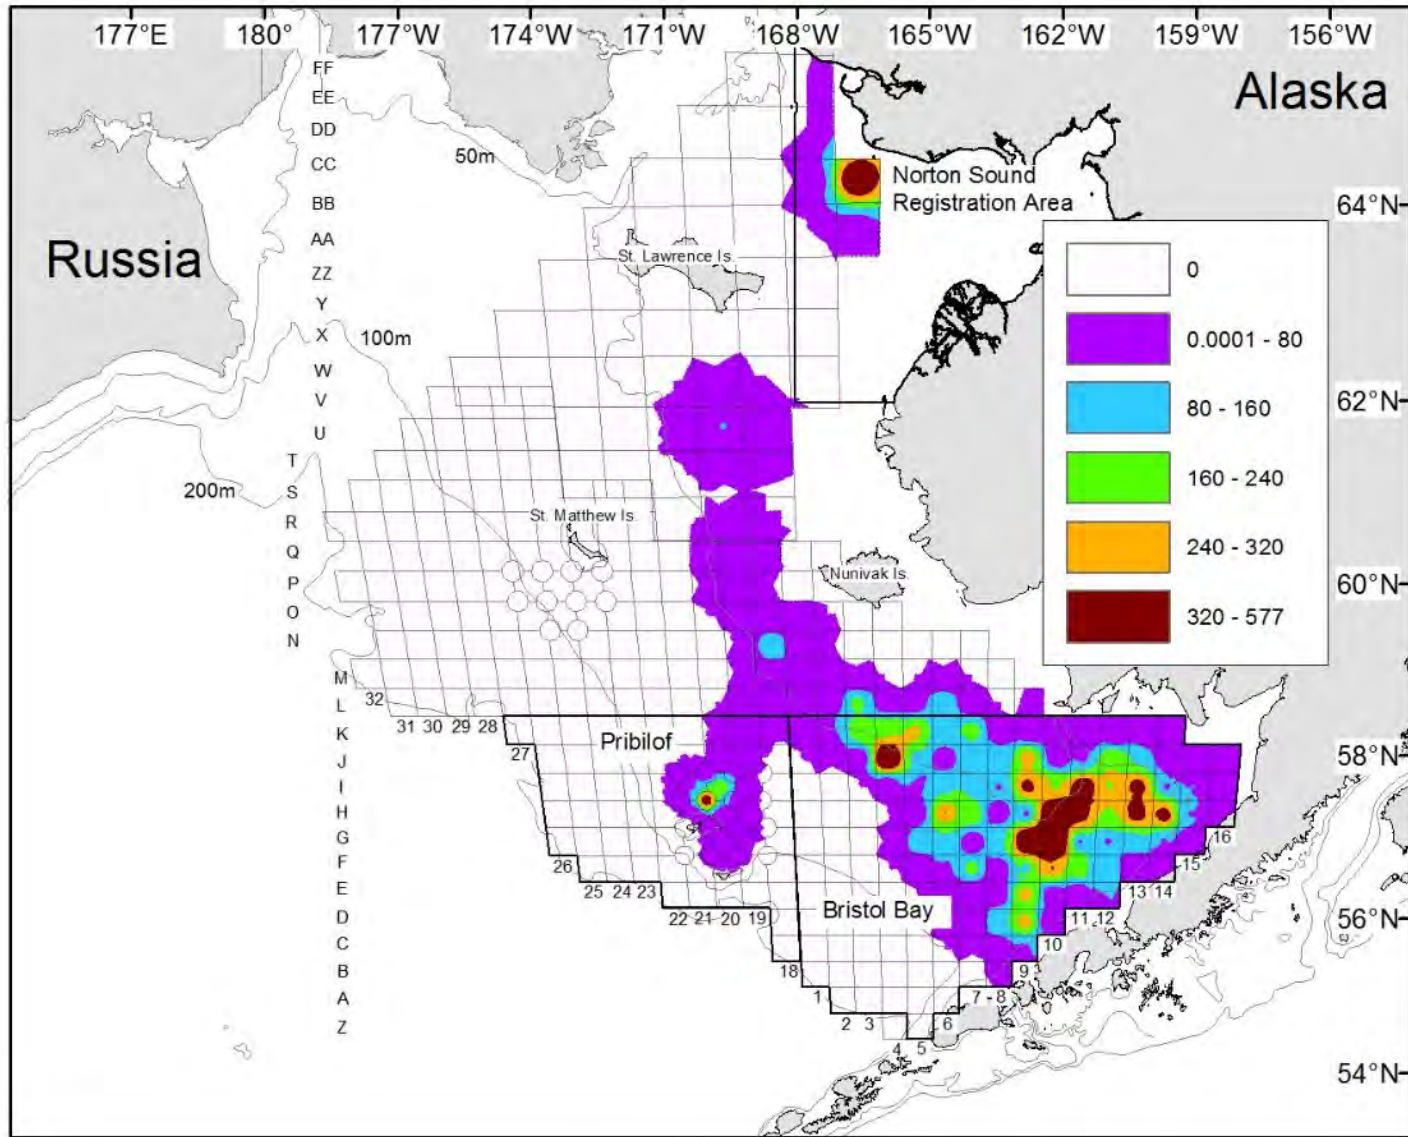 177°E 180° 177°W 174°W 171°W 168°W 165°W 162°W 159°W 156°W
FF
EE
DD
CC
BB
AA
ZZ
Y
X
W
V
U
T
S
R
Q
P
O
N
M
L
K
J
I
H
G
F
E
D
C
B
A
Z
Alaska
Russia
50m
100m
200m
Norton Sound
Registration Area
St. Lawrence Is.
St. Matthew Is.
Nunivak Is.
64°N
62°N
60°N
58°N
56°N
54°N
0
0.0001 - 80
80 - 160
160 - 240
240 - 320
320 - 577
Pribilof
Bristol Bay
32
31 30 29 28
27
26
25 24 23
22 21 20 19
18
1
2 3
4
5
6
7 - 8
9
10
11 12
13 14
15
16